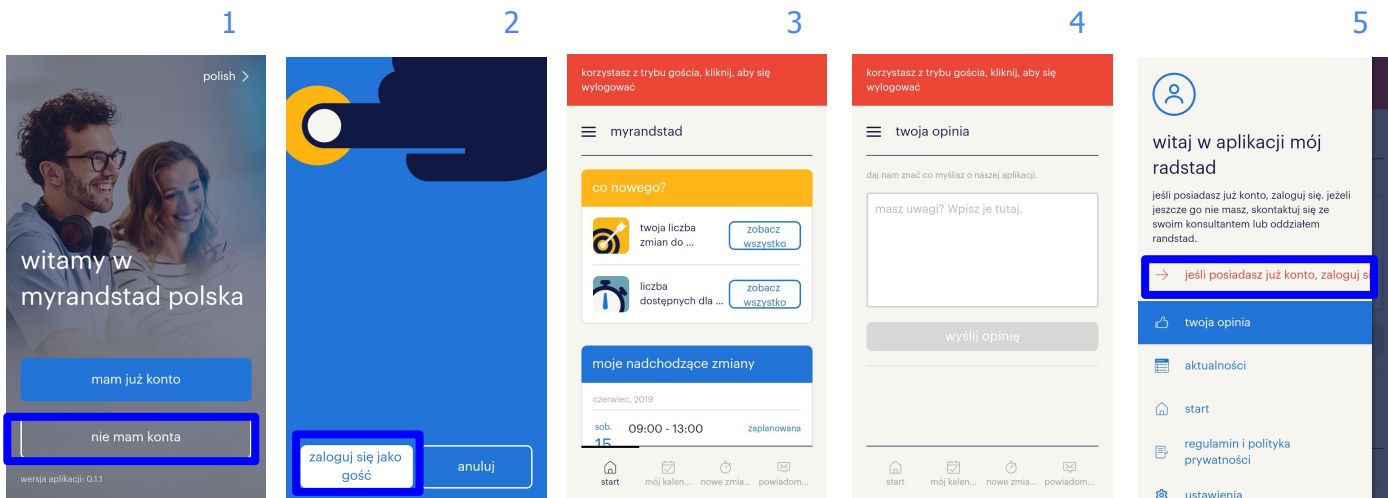 1
polish >
witamy w
myrandstad polska
mam już konto
nie mam konta
wersja aplikacji: 0.1.1
2
zaloguj się jako
gość
anuluj
3
korzystasz z trybu gościa, kliknij, aby się
wylogować
myrandstad
co nowego?
twoja liczba
zmian do ...
zobacz
wszystko
liczba
dostępnych dla ...
zobacz
wszystko
moje nadchodzące zmiany
czerwiec, 2019
sob.
15
09:00 - 13:00
zaplanowana
start
mój kalen...
nowe zmia...
powiadom...
4
korzystasz z trybu gościa, kliknij, aby się
wylogować
twoja opinia
daj nam znać co myślisz o naszej aplikacji.
masz uwagi? Wpisz je tutaj.
wyślij opinię
start
mój kalen...
nowe zmia...
powiadom...
5
witaj w aplikacji mój
radstad
jeśli posiadasz już konto, zaloguj się. jeżeli
jeszcze go nie masz, skontaktuj się ze
swoim konsultantem lub oddziałem
randstad.
jeśli posiadasz już konto, zaloguj si
twoja opinia
aktualności
start
regulamin i polityka
prywatności
ustawienia